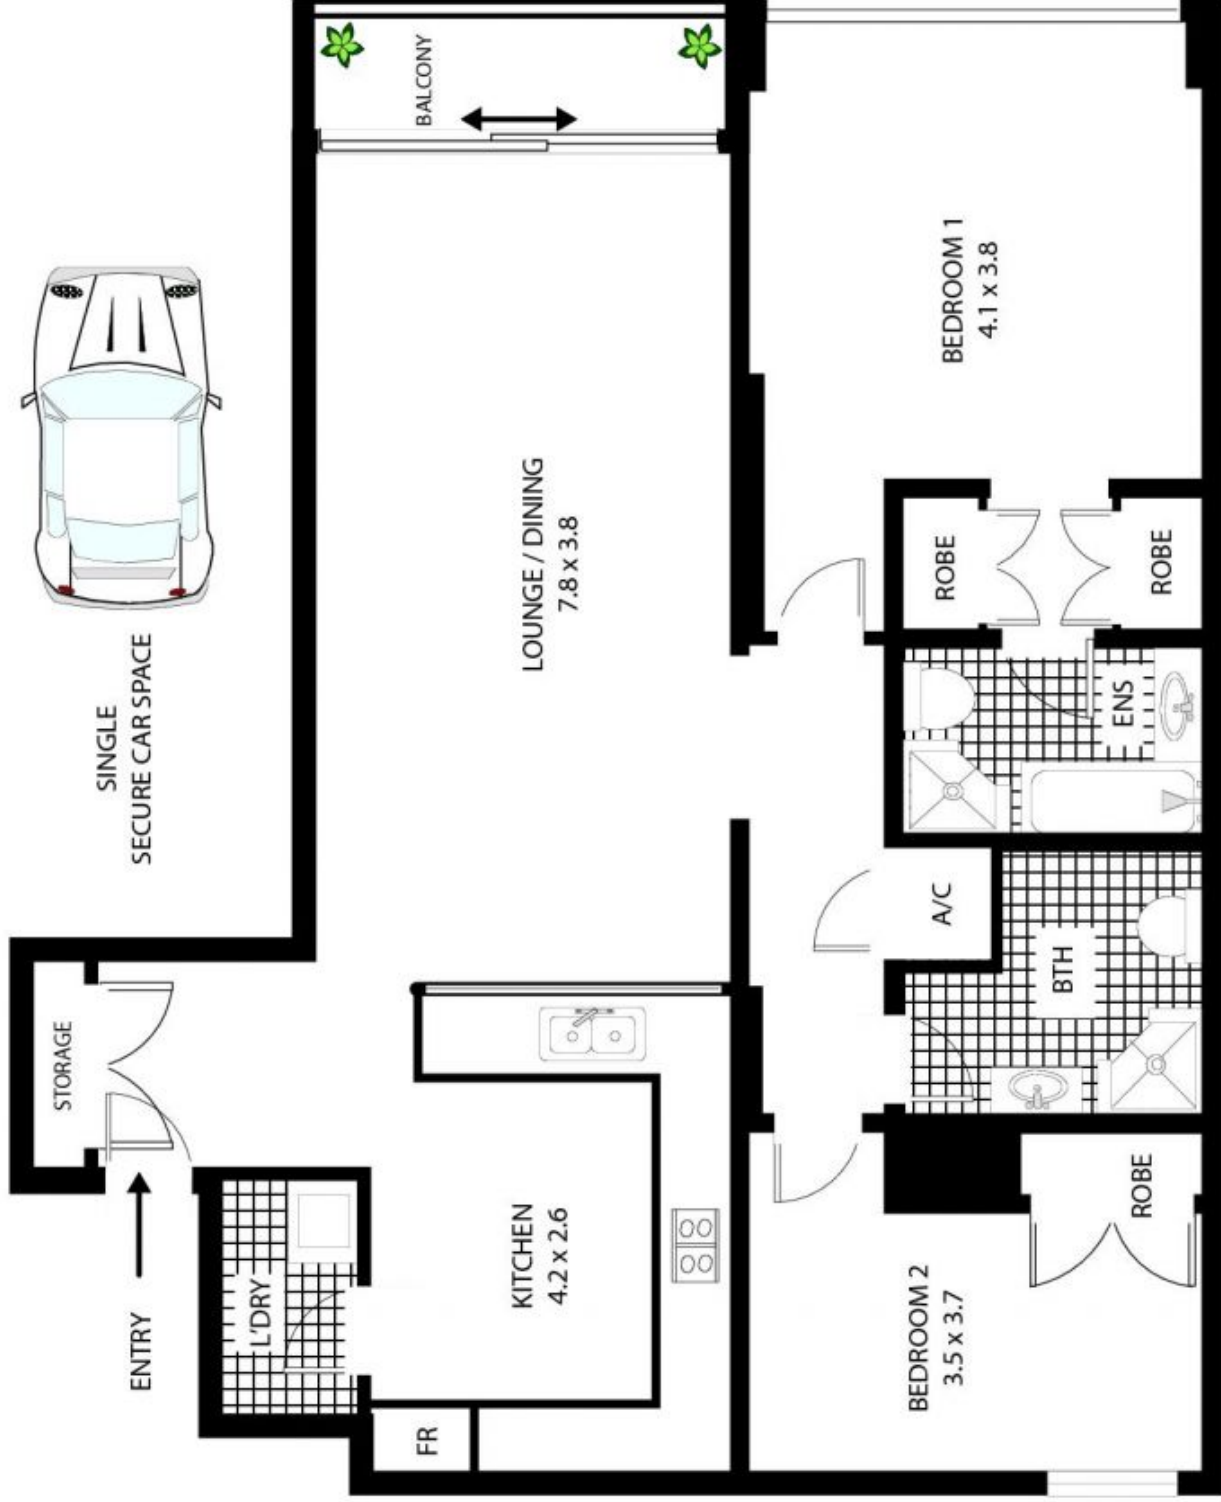 BALCONY
BEDROOM 1
4.1 x 3.8
LOUNGE / DINING
7.8 x 3.8
SINGLE
SECURE CAR SPACE
ROBE
ROBE
ENS
A/C
BTH
STORAGE
ENTRY
L'DRY
KITCHEN
4.2 x 2.6
FR
BEDROOM 2
3.5 x 3.7
ROBE